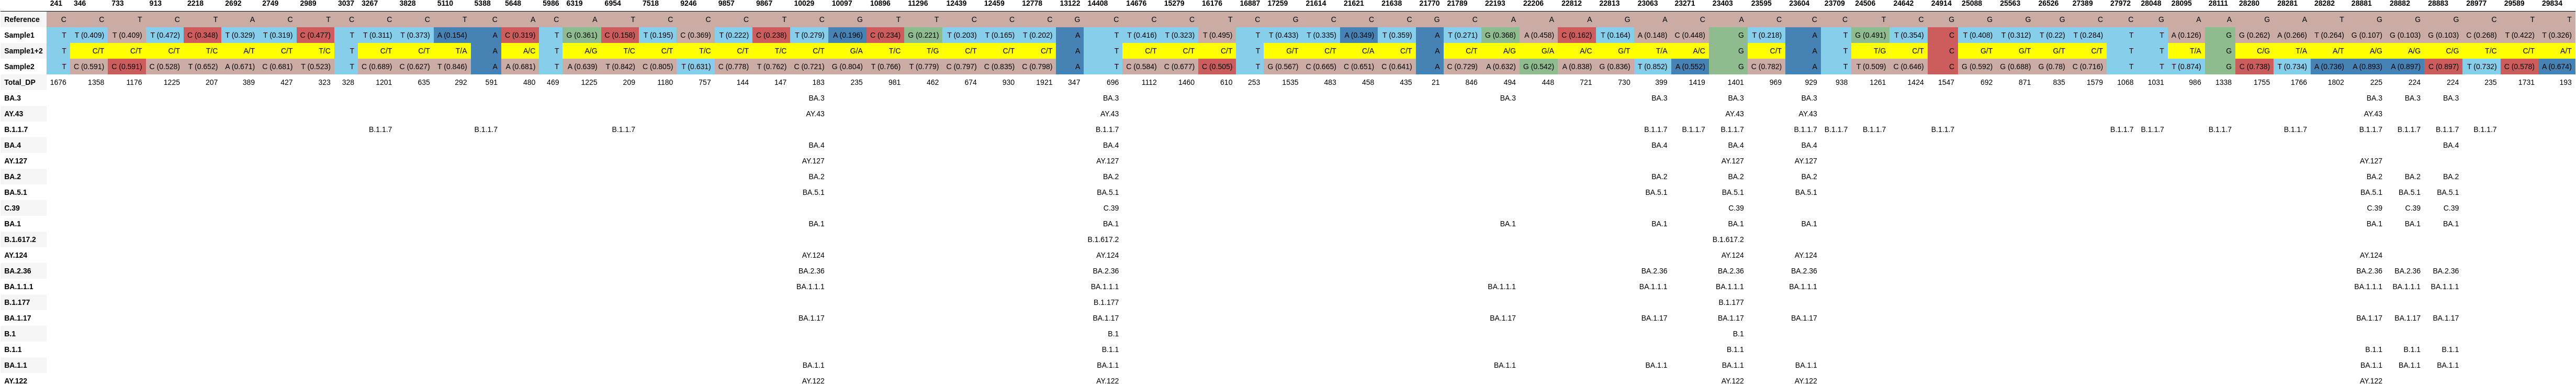 241 346 733 913 2218 2692 2749 2989 3037 3267 3828 5110 5388 5648 5986 6319 6954 7518 9246 9857 9867 10029 10097 10896 11296 12439 12459 12778 13122 14408 14676 15279 16176 16887 17259 21614 21621 21638 21770 21789 22193 22206 22812 22813 23063 23271 23403 23595 23604 23709 24506 24642 24914 25088 25563 26526 27389 27972 28048 28095 28111 28280 28281 28282 28881 28882 28883 28977 29589 29834
Reference C C T C T A C T C C C T C A C A T C C C T C G T T C C C G C C C T C G C C C G C A A A G A C A C C C T C G G G G C C G A A G A T G G G C T T
Sample1 T T (0.409) T (0.409) T (0.472) C (0.348) T (0.329) T (0.319) C (0.477) T T (0.311) T (0.373) A (0.154) A C (0.319) T G (0.361) C (0.158) T (0.195) C (0.369) T (0.222) C (0.238) T (0.279) A (0.196) C (0.234) G (0.221) T (0.203) T (0.165) T (0.202) A T T (0.416) T (0.323) T (0.495) T T (0.433) T (0.335) A (0.349) T (0.359) A T (0.271) G (0.368) A (0.458) C (0.162) T (0.164) A (0.148) C (0.448) G T (0.218) A T G (0.491) T (0.354) C T (0.408) T (0.312) T (0.22) T (0.284) T T A (0.126) G G (0.262) A (0.266) T (0.264) G (0.107) G (0.103) G (0.103) C (0.268) T (0.422) T (0.326)
Sample1+2 T C/T C/T C/T T/C A/T C/T T/C T C/T C/T T/A A A/C T A/G T/C C/T T/C C/T T/C C/T G/A T/C T/G C/T C/T C/T A T C/T C/T C/T T G/T C/T C/A C/T A C/T A/G G/A A/C G/T T/A A/C G C/T A T T/G C/T C G/T G/T G/T C/T T T T/A G C/G T/A A/T A/G A/G C/G T/C C/T A/T
Sample2 T C (0.591) C (0.591) C (0.528) T (0.652) A (0.671) C (0.681) T (0.523) T C (0.689) C (0.627) T (0.846) A A (0.681) T A (0.639) T (0.842) C (0.805) T (0.631) C (0.778) T (0.762) C (0.721) G (0.804) T (0.766) T (0.779) C (0.797) C (0.835) C (0.798) A T C (0.584) C (0.677) C (0.505) T G (0.567) C (0.665) C (0.651) C (0.641) A C (0.729) A (0.632) G (0.542) A (0.838) G (0.836) T (0.852) A (0.552) G C (0.782) A T T (0.509) C (0.646) C G (0.592) G (0.688) G (0.78) C (0.716) T T T (0.874) G C (0.738) T (0.734) A (0.736) A (0.893) A (0.897) C (0.897) T (0.732) C (0.578) A (0.674)
Total_DP 1676 1358 1176 1225 207 389 427 323 328 1201 635 292 591 480 469 1225 209 1180 757 144 147 183 235 981 462 674 930 1921 347 696 1112 1460 610 253 1535 483 458 435 21 846 494 448 721 730 399 1419 1401 969 929 938 1261 1424 1547 692 871 835 1579 1068 1031 986 1338 1755 1766 1802 225 224 224 235 1731 193
BA.3 BA.3 BA.3 BA.3 BA.3 BA.3 BA.3 BA.3 BA.3 BA.3
AY.43 AY.43 AY.43 AY.43 AY.43 AY.43
B.1.1.7 B.1.1.7 B.1.1.7 B.1.1.7 B.1.1.7 B.1.1.7 B.1.1.7 B.1.1.7 B.1.1.7 B.1.1.7 B.1.1.7 B.1.1.7 B.1.1.7 B.1.1.7 B.1.1.7 B.1.1.7 B.1.1.7 B.1.1.7 B.1.1.7 B.1.1.7
BA.4 BA.4 BA.4 BA.4 BA.4 BA.4 BA.4
AY.127 AY.127 AY.127 AY.127 AY.127 AY.127
BA.2 BA.2 BA.2 BA.2 BA.2 BA.2 BA.2 BA.2 BA.2
BA.5.1 BA.5.1 BA.5.1 BA.5.1 BA.5.1 BA.5.1 BA.5.1 BA.5.1 BA.5.1
C.39 C.39 C.39 C.39 C.39 C.39
BA.1 BA.1 BA.1 BA.1 BA.1 BA.1 BA.1 BA.1 BA.1 BA.1
B.1.617.2 B.1.617.2 B.1.617.2
AY.124 AY.124 AY.124 AY.124 AY.124 AY.124
BA.2.36 BA.2.36 BA.2.36 BA.2.36 BA.2.36 BA.2.36 BA.2.36 BA.2.36 BA.2.36
BA.1.1.1 BA.1.1.1 BA.1.1.1 BA.1.1.1 BA.1.1.1 BA.1.1.1 BA.1.1.1 BA.1.1.1 BA.1.1.1 BA.1.1.1
B.1.177 B.1.177 B.1.177
BA.1.17 BA.1.17 BA.1.17 BA.1.17 BA.1.17 BA.1.17 BA.1.17 BA.1.17 BA.1.17 BA.1.17
B.1 B.1 B.1
B.1.1 B.1.1 B.1.1 B.1.1 B.1.1 B.1.1
BA.1.1 BA.1.1 BA.1.1 BA.1.1 BA.1.1 BA.1.1 BA.1.1 BA.1.1 BA.1.1 BA.1.1
AY.122 AY.122 AY.122 AY.122 AY.122 AY.122